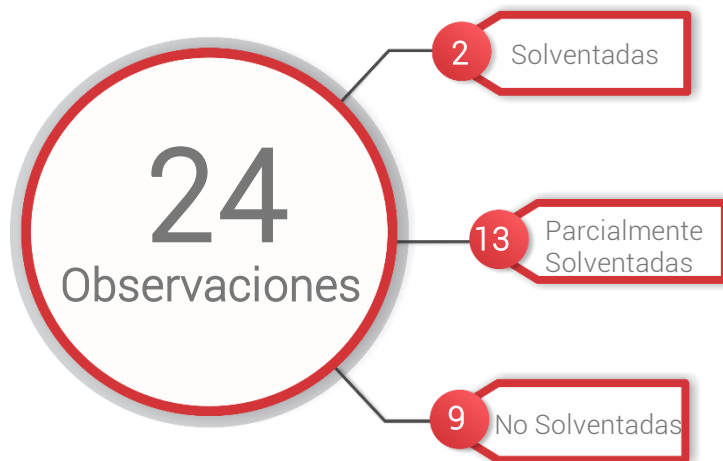 24
Observaciones
2
Solventadas
13
Parcialmente
Solventadas
9
No Solventadas